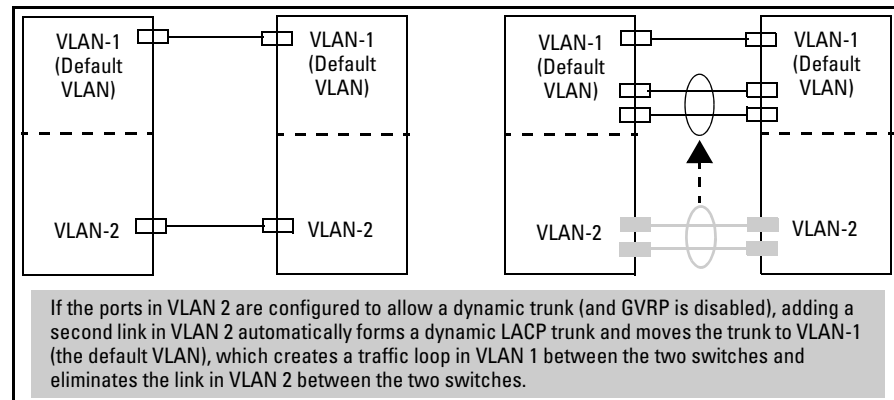 VLAN-1
(Default
VLAN)
VLAN-2
VLAN-1
(Default
VLAN)
VLAN-2
VLAN-1
(Default
VLAN)
VLAN-2
VLAN-1
(Default
VLAN)
VLAN-2
If the ports in VLAN 2 are configured to allow a dynamic trunk (and GVRP is disabled), adding a
second link in VLAN 2 automatically forms a dynamic LACP trunk and moves the trunk to VLAN-1
(the default VLAN), which creates a traffic loop in VLAN 1 between the two switches and
eliminates the link in VLAN 2 between the two switches.